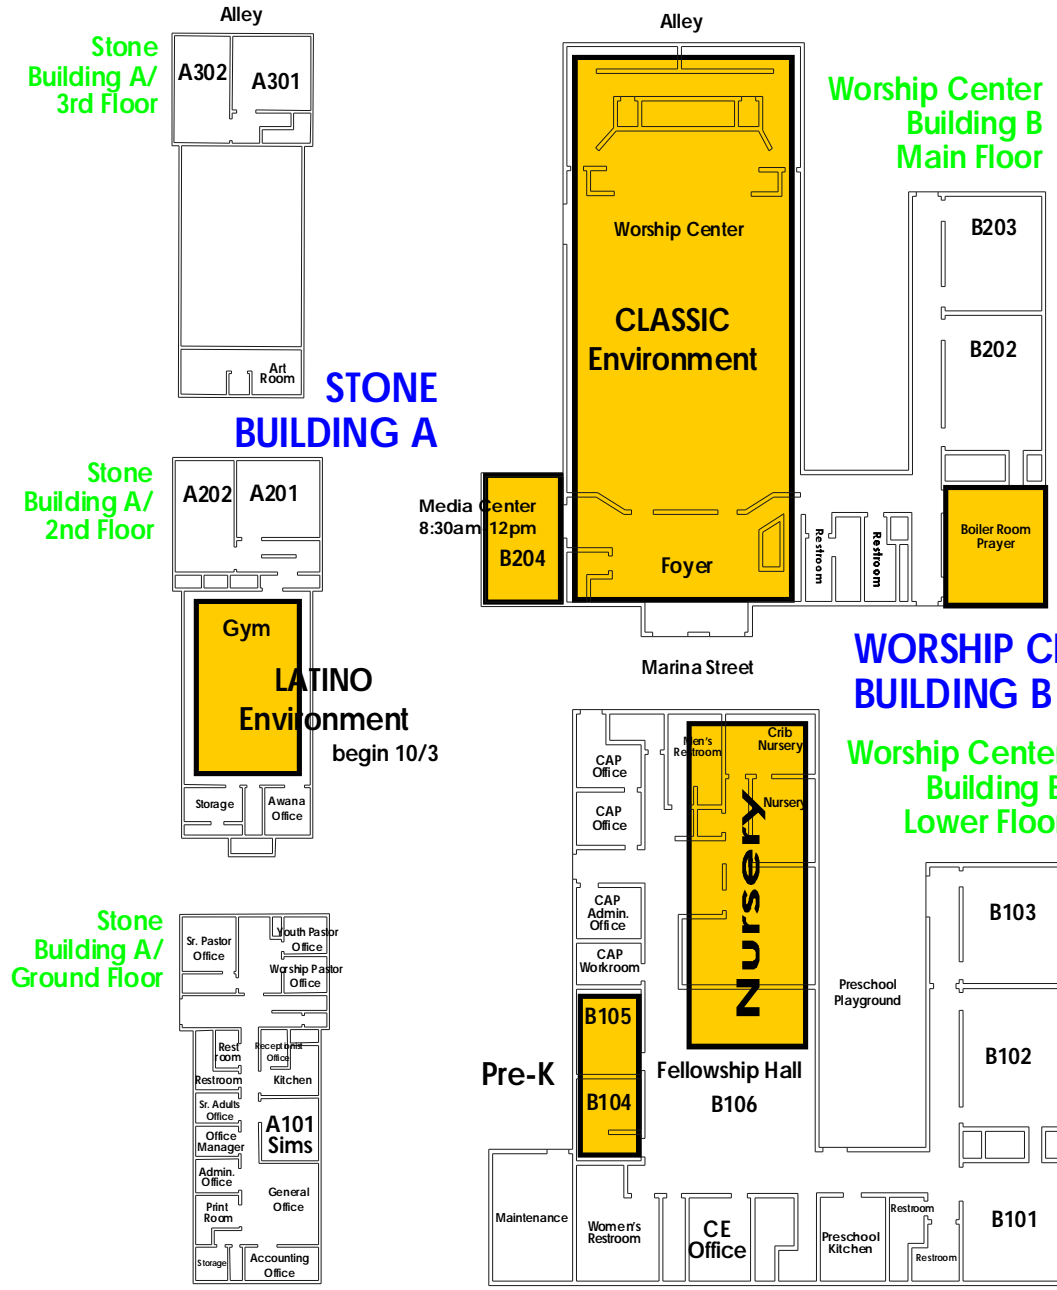 Alley
Stone
Building A/
3rd Floor
A302
A301
Art
Room
STONE
BUILDING A
Stone
Building A/
2nd Floor
A202
A201
Gym
LATINO
Environment
begin 10/3
Storage
Awana
Office
Stone
Building A/
Ground Floor
Sr. Pastor
Office
Youth Pastor
Office
Worship Pastor
Office
Rest
room
Receptionist
Office
Restroom
Kitchen
Sr. Adults
Office
Office
Manager
A101
Sims
Admin.
Office
General
Office
Print
Room
Storage
Accounting
Office
Alley
Worship Center
Building B
Main Floor
Worship Center
CLASSIC
Environment
B203
B202
Media Center
8:30am-12pm
B204
Foyer
Restroom
Restroom
Boiler Room
Prayer
Marina Street
WORSHIP
BUILDING B
Worship Center
Building B
Lower Floor
CAP
Office
Men's
Restroom
Crib
Nursery
CAP
Office
Nursery
Nursery
CAP
Admin.
Office
CAP
Workroom
B103
Preschool
Playground
B105
Pre-K
B104
Fellowship Hall
B106
B102
Maintenance
Women's
Restroom
CE
Office
Preschool
Kitchen
Restroom
Restroom
B101